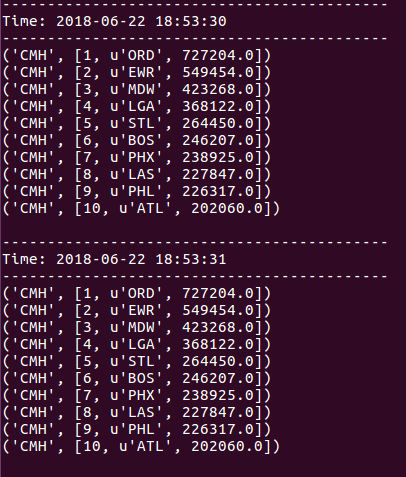 -------------------------------------------
Time: 2018-06-22 18:53:30
-------------------------------------------
('CMH', [1, u'ORD', 727204.0])
('CMH', [2, u'EWR', 549454.0])
('CMH', [3, u'MDW', 423268.0])
('CMH', [4, u'LGA', 368122.0])
('CMH', [5, u'STL', 264450.0])
('CMH', [6, u'BOS', 246207.0])
('CMH', [7, u'PHX', 238925.0])
('CMH', [8, u'LAS', 227847.0])
('CMH', [9, u'PHL', 226317.0])
('CMH', [10, u'ATL', 202060.0])
-------------------------------------------
Time: 2018-06-22 18:53:31
-------------------------------------------
('CMH', [1, u'ORD', 727204.0])
('CMH', [2, u'EWR', 549454.0])
('CMH', [3, u'MDW', 423268.0])
('CMH', [4, u'LGA', 368122.0])
('CMH', [5, u'STL', 264450.0])
('CMH', [6, u'BOS', 246207.0])
('CMH', [7, u'PHX', 238925.0])
('CMH', [8, u'LAS', 227847.0])
('CMH', [9, u'PHL', 226317.0])
('CMH', [10, u'ATL', 202060.0])